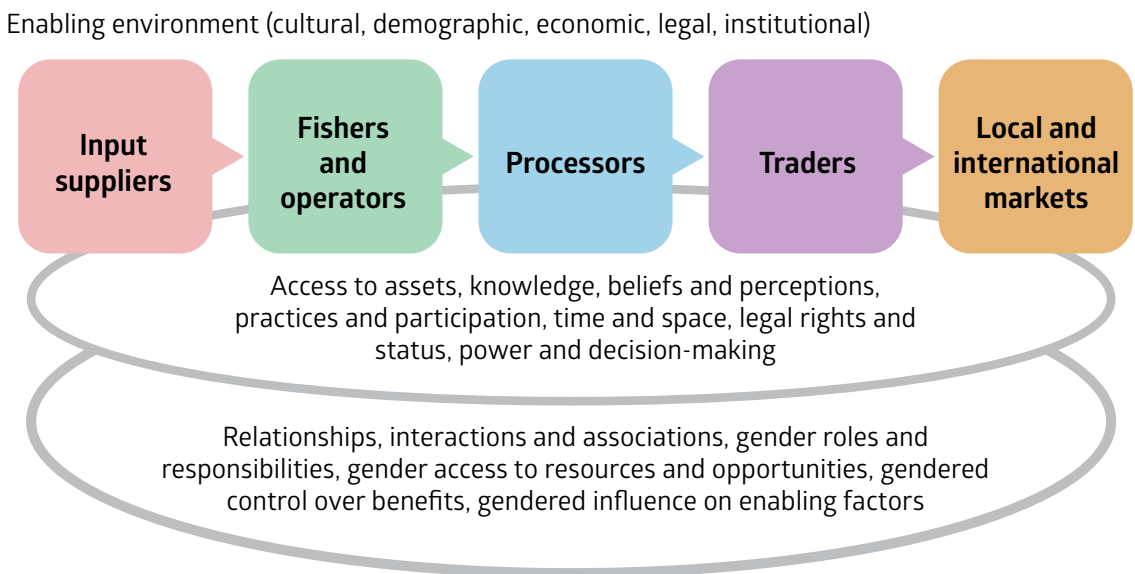 Enabling environment (cultural, demographic, economic, legal, institutional)
Input
suppliers
Fishers
and
operators
Processors
Traders
Local and
international
markets
Access to assets, knowledge, beliefs and perceptions,
practices and participation, time and space, legal rights and
status, power and decision-making
Relationships, interactions and associations, gender roles and
responsibilities, gender access to resources and opportunities, gendered
control over benefits, gendered influence on enabling factors